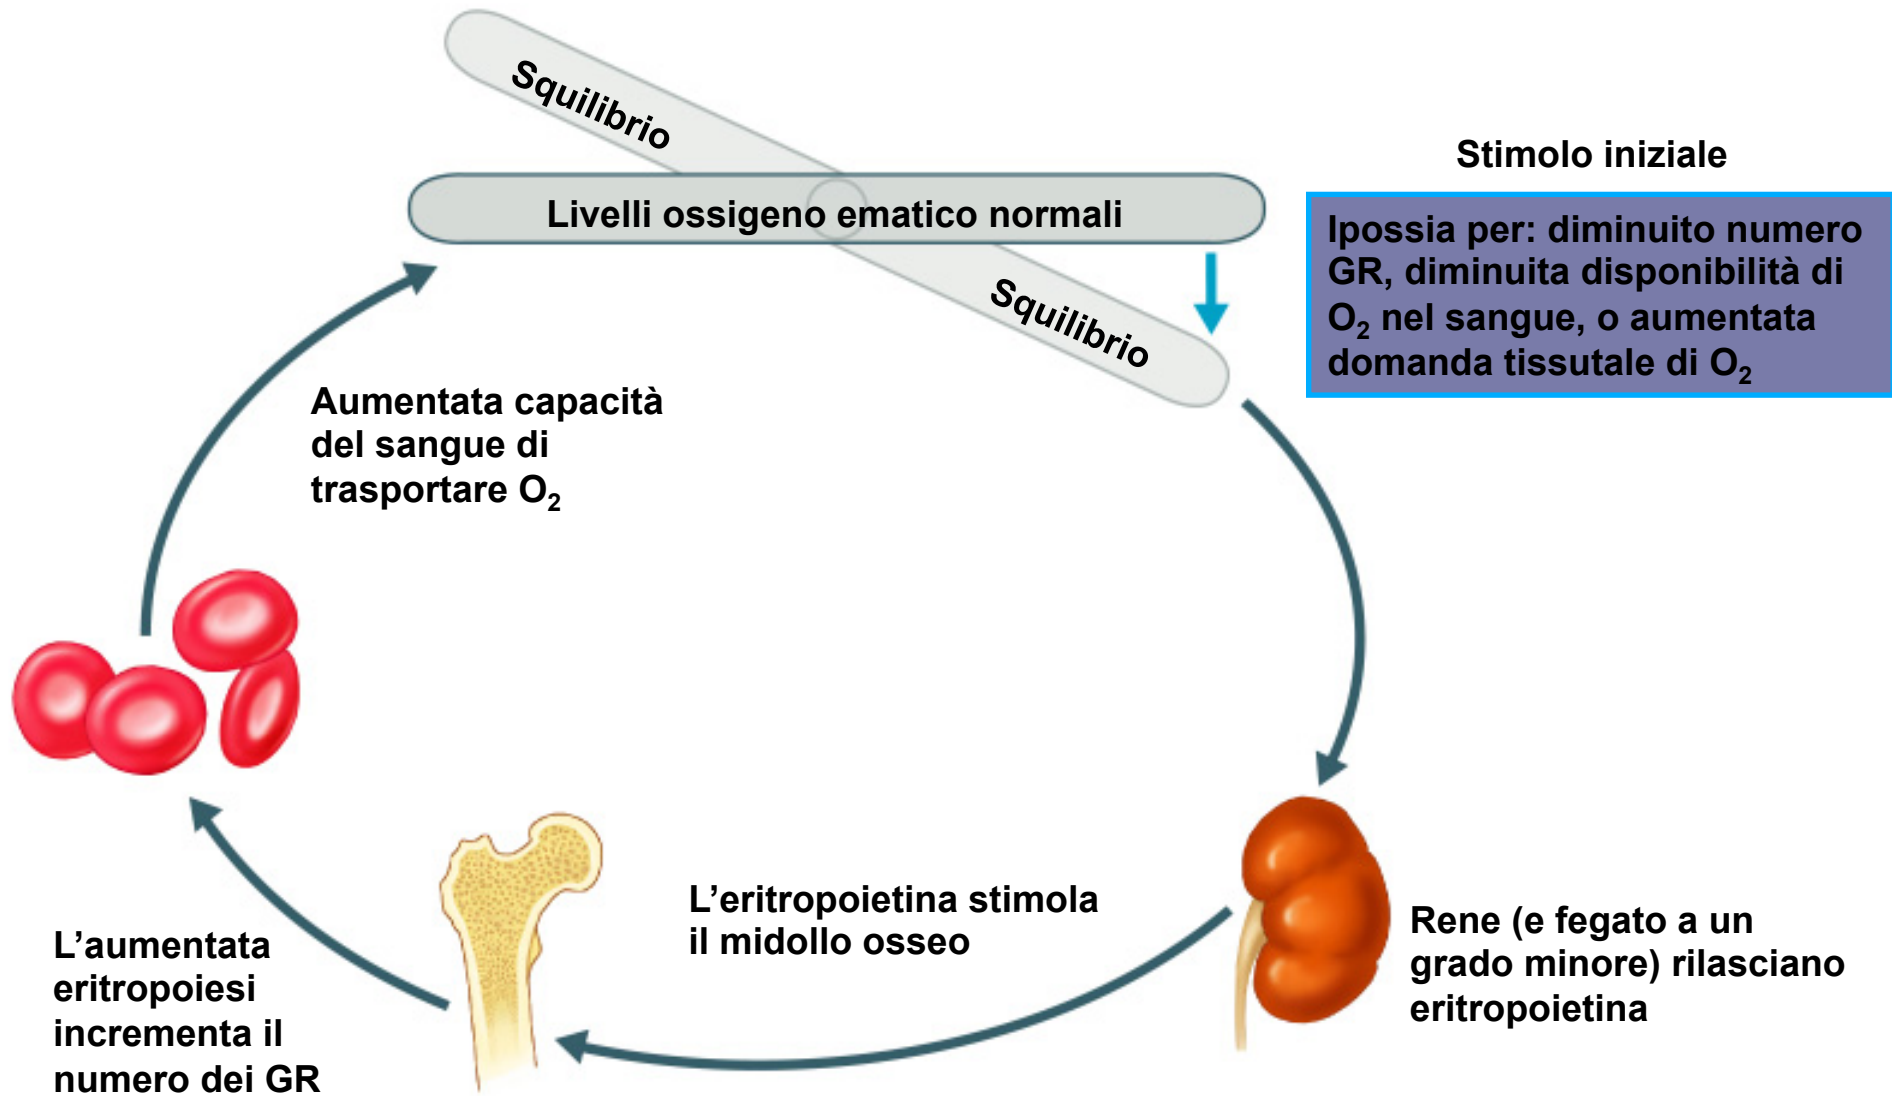 Squilibrio
Livelli ossigeno ematico normali
Squilibrio
Stimolo iniziale
Ipossia per: diminuito numero
GR, diminuita disponibilità di
O₂ nel sangue, o aumentata
domanda tissutale di O₂
Rene (e fegato a un
grado minore) rilasciano
eritropoietina
L’eritropoietina stimola
il midollo osseo
L’aumentata
eritropoiesi
incrementa il
numero dei GR
Aumentata capacità
del sangue di
trasportare O₂